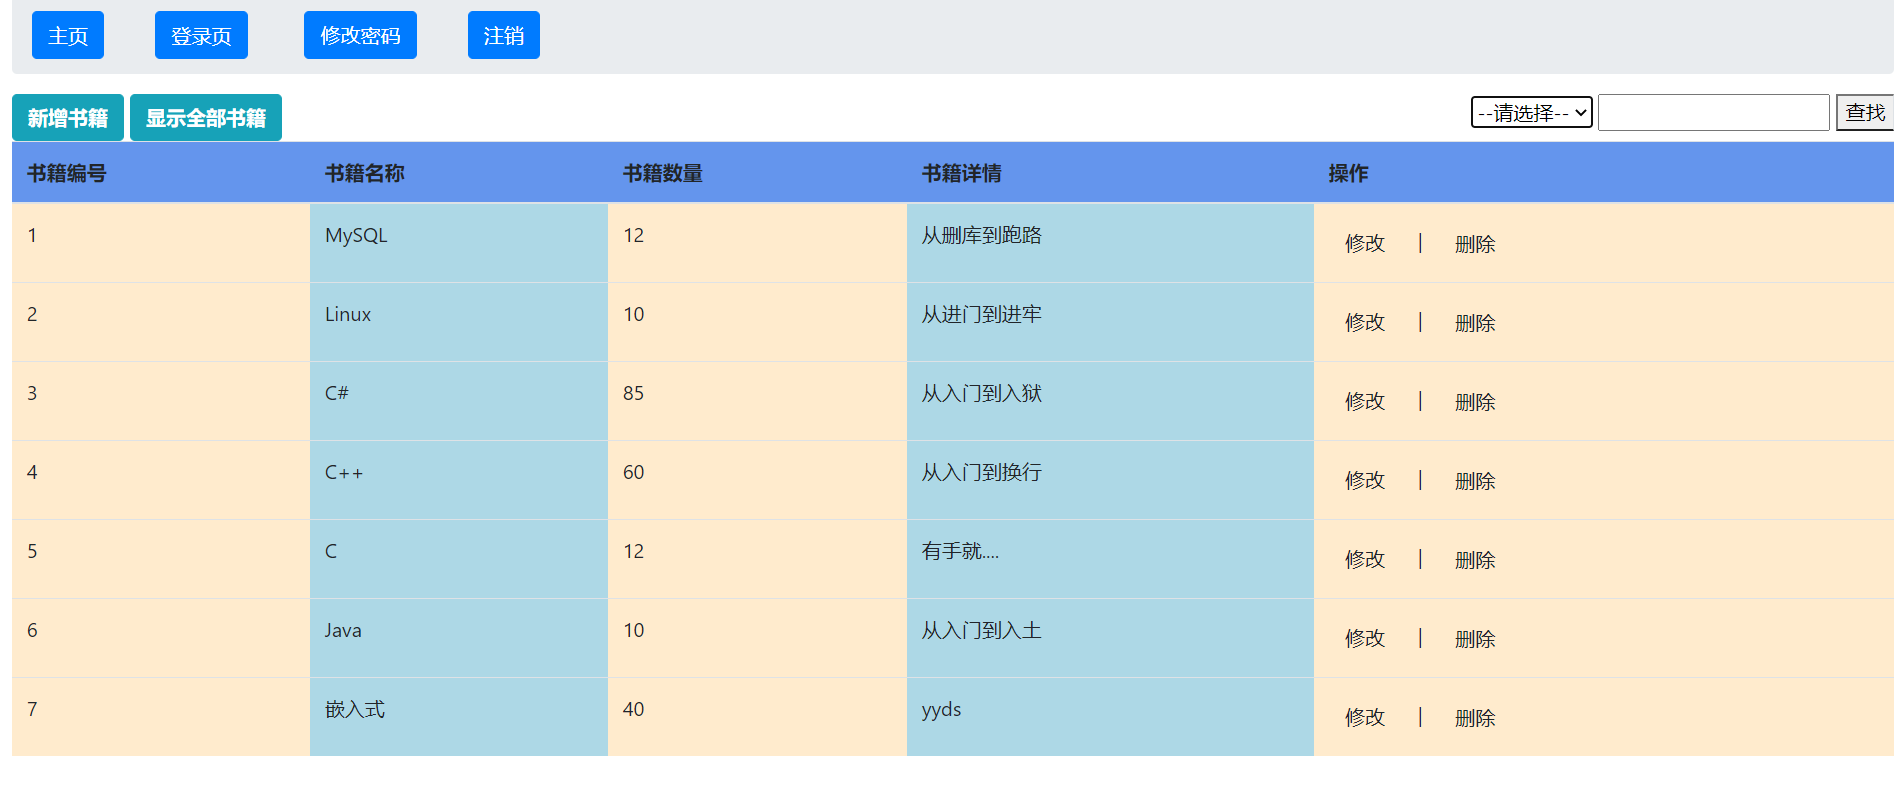 主页 登录页 修改密码 注销
新增书籍 显示全部书籍 --请选择-- 查找
书籍编号 书籍名称 书籍数量 书籍详情 操作
1 MySQL 12 从删库到跑路 修改 | 删除
2 Linux 10 从进门到进牢 修改 | 删除
3 C# 85 从入门到入狱 修改 | 删除
4 C++ 60 从入门到换行 修改 | 删除
5 C 12 有手就.... 修改 | 删除
6 Java 10 从入门到入土 修改 | 删除
7 嵌入式 40 yyds 修改 | 删除